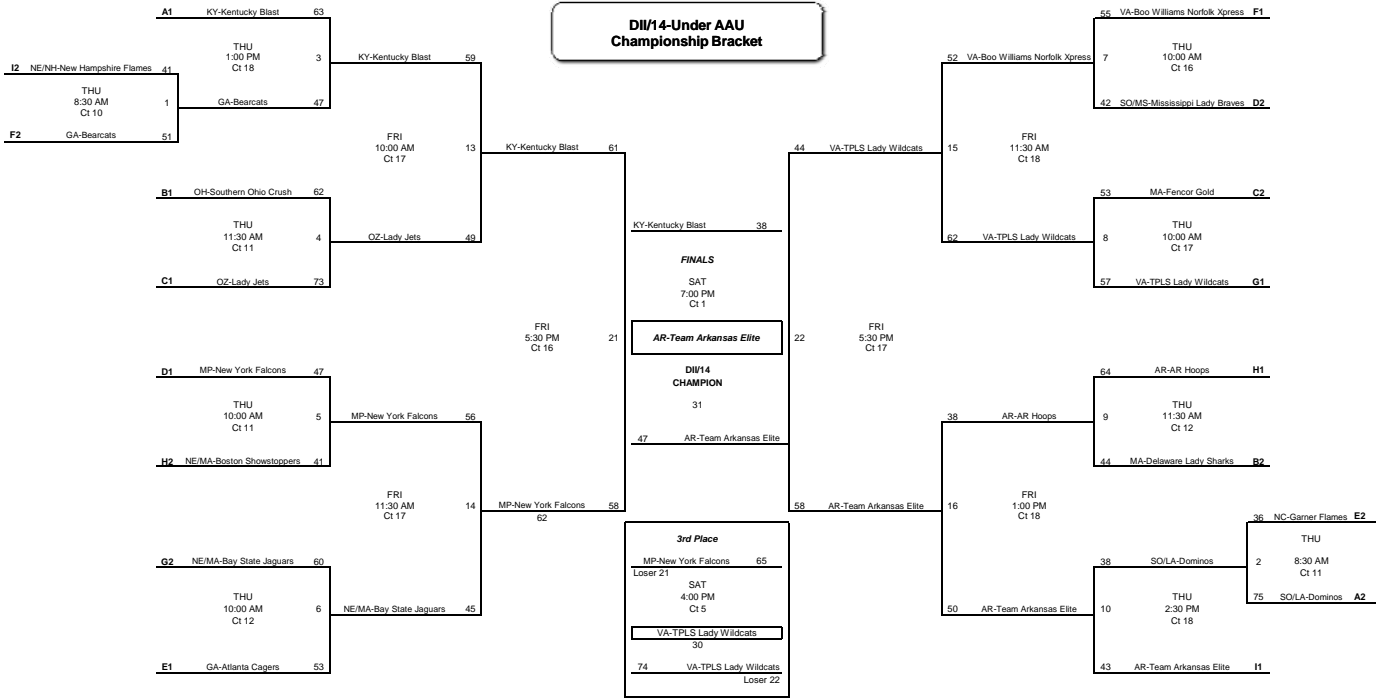 DII/14-Under AAU
Championship Bracket
A1 KY-Kentucky Blast 63
THU
1:00 PM
Ct 18
3
I2 NE/NH-New Hampshire Flames 41
THU
8:30 AM
Ct 10
1
F2 GA-Bearcats 51
GA-Bearcats 47
KY-Kentucky Blast 59
FRI
10:00 AM
Ct 17
13
B1 OH-Southern Ohio Crush 62
THU
11:30 AM
Ct 11
4
C1 OZ-Lady Jets 73
OZ-Lady Jets 49
KY-Kentucky Blast 61
FRI
5:30 PM
Ct 16
21
D1 MP-New York Falcons 47
THU
10:00 AM
Ct 11
5
H2 NE/MA-Boston Showstoppers 41
MP-New York Falcons 56
FRI
11:30 AM
Ct 17
14
G2 NE/MA-Bay State Jaguars 60
THU
10:00 AM
Ct 12
6
E1 GA-Atlanta Cagers 53
NE/MA-Bay State Jaguars 45
MP-New York Falcons 58
62
KY-Kentucky Blast 38
FINALS
SAT
7:00 PM
Ct 1
AR-Team Arkansas Elite
DII/14
CHAMPION
31
47 AR-Team Arkansas Elite
3rd Place
MP-New York Falcons 65
Loser 21
SAT
4:00 PM
Ct 5
VA-TPLS Lady Wildcats
30
74 VA-TPLS Lady Wildcats
Loser 22
55 VA-Boo Williams Norfolk Xpress F1
THU
10:00 AM
Ct 16
7
42 SO/MS-Mississippi Lady Braves D2
52 VA-Boo Williams Norfolk Xpress
FRI
11:30 AM
Ct 18
15
53 MA-Fencor Gold C2
THU
10:00 AM
Ct 17
8
57 VA-TPLS Lady Wildcats G1
62 VA-TPLS Lady Wildcats
44 VA-TPLS Lady Wildcats
FRI
5:30 PM
Ct 17
22
64 AR-AR Hoops H1
THU
11:30 AM
Ct 12
9
44 MA-Delaware Lady Sharks B2
38 AR-AR Hoops
FRI
1:00 PM
Ct 18
16
58 AR-Team Arkansas Elite
36 NC-Garner Flames E2
THU
8:30 AM
Ct 11
2
75 SO/LA-Dominos A2
38 SO/LA-Dominos
THU
2:30 PM
Ct 18
10
43 AR-Team Arkansas Elite I1
50 AR-Team Arkansas Elite